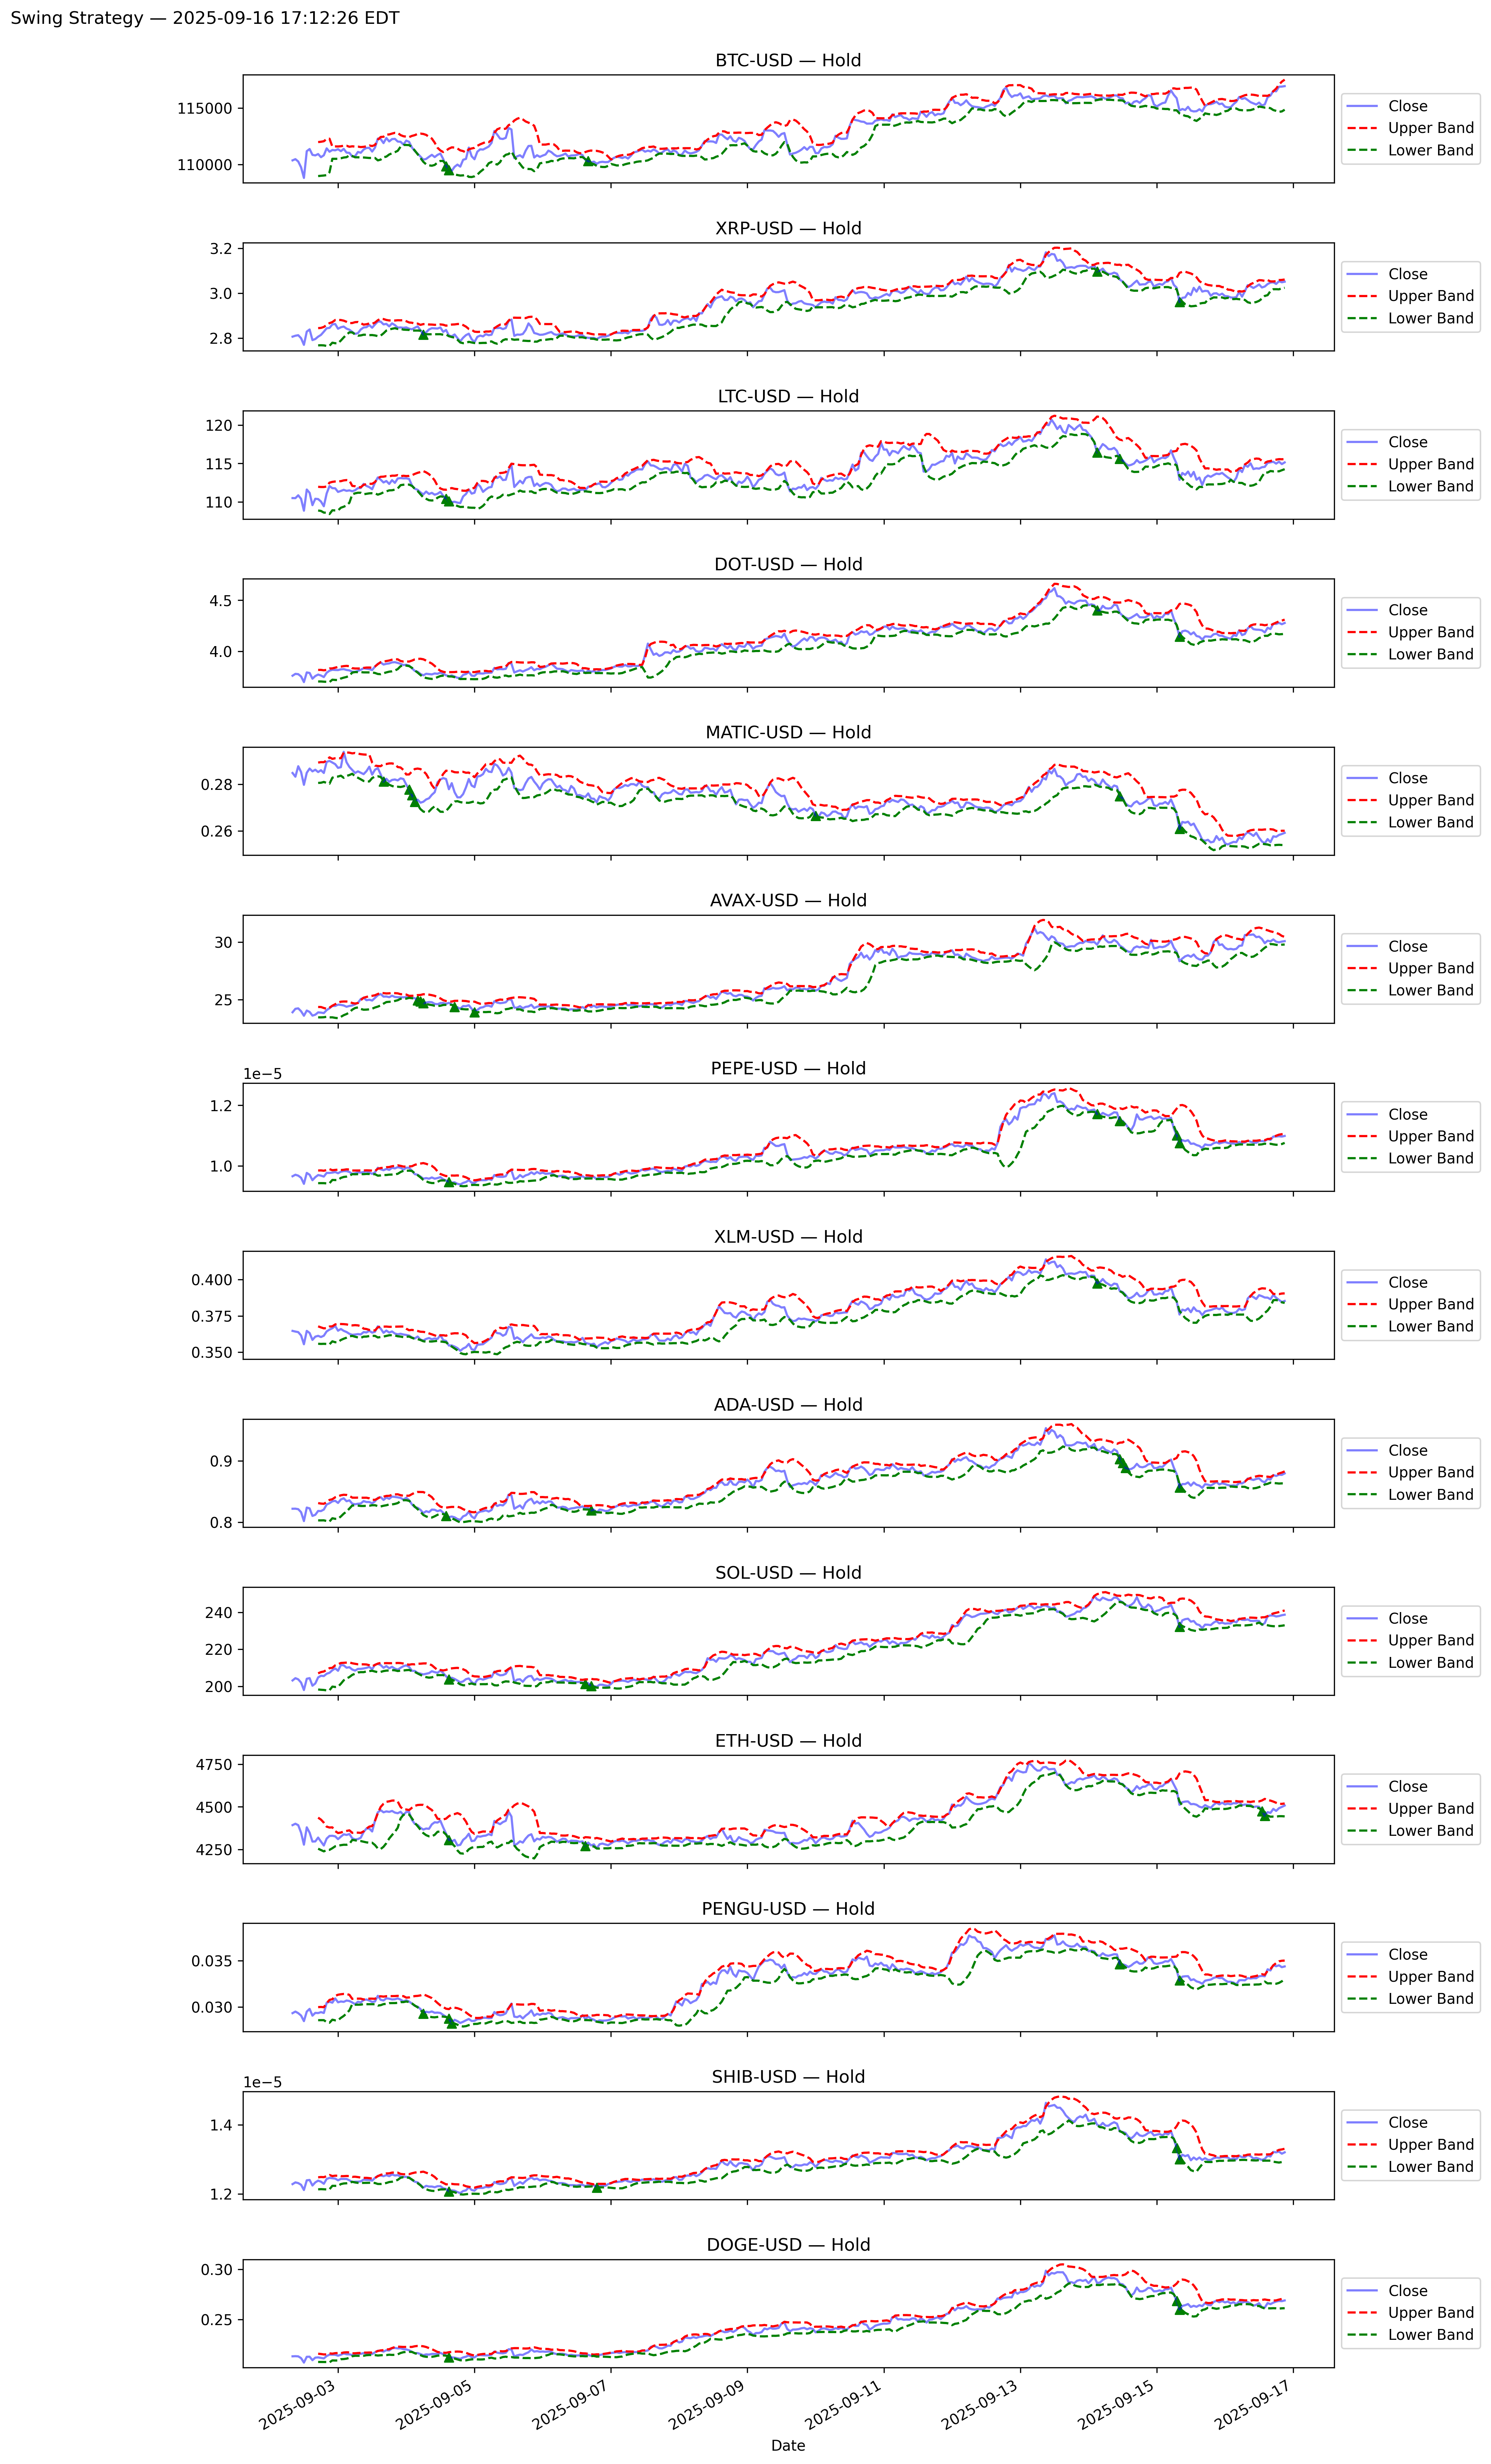 Swing Strategy — 2025-09-16 17:12:26 EDT
BTC-USD — Hold
115000
110000
Close
Upper Band
Lower Band
XRP-USD — Hold
3.2
3.0
2.8
Close
Upper Band
Lower Band
LTC-USD — Hold
120
115
110
Close
Upper Band
Lower Band
DOT-USD — Hold
4.5
4.0
Close
Upper Band
Lower Band
MATIC-USD — Hold
0.28
0.26
Close
Upper Band
Lower Band
AVAX-USD — Hold
30
25
Close
Upper Band
Lower Band
PEPE-USD — Hold
1e−5
1.2
1.0
Close
Upper Band
Lower Band
XLM-USD — Hold
0.400
0.375
0.350
Close
Upper Band
Lower Band
ADA-USD — Hold
0.9
0.8
Close
Upper Band
Lower Band
SOL-USD — Hold
240
220
200
Close
Upper Band
Lower Band
ETH-USD — Hold
4750
4500
4250
Close
Upper Band
Lower Band
PENGU-USD — Hold
0.035
0.030
Close
Upper Band
Lower Band
SHIB-USD — Hold
1e−5
1.4
1.2
Close
Upper Band
Lower Band
DOGE-USD — Hold
0.30
0.25
Close
Upper Band
Lower Band
2025-09-03
2025-09-05
2025-09-07
2025-09-09
2025-09-11
2025-09-13
2025-09-15
2025-09-17
Date